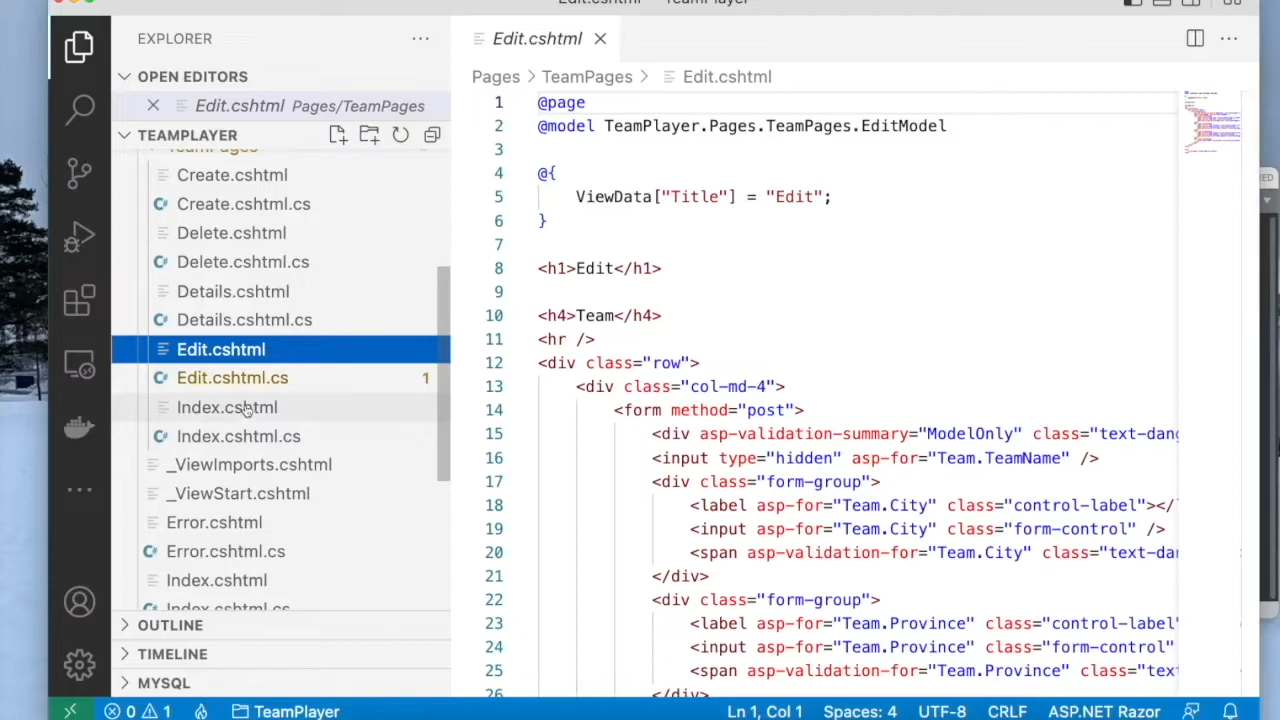 EXPLORER
OPEN EDITORS
Edit.cshtml Pages/TeamPages
TEAMPLAYER
TeamPages
Create.cshtml
Create.cshtml.cs
Delete.cshtml
Delete.cshtml.cs
Details.cshtml
Details.cshtml.cs
Edit.cshtml
Edit.cshtml.cs 1
Index.cshtml
Index.cshtml.cs
_ViewImports.cshtml
_ViewStart.cshtml
Error.cshtml
Error.cshtml.cs
Index.cshtml
Index.cshtml.cs
OUTLINE
TIMELINE
MYSQL
Edit.cshtml — TeamPlayer
Edit.cshtml
Pages > TeamPages > Edit.cshtml
1 @page
2 @model TeamPlayer.Pages.TeamPages.EditMode
3
4 @{
5 ViewData["Title"] = "Edit";
6 }
7
8 <h1>Edit</h1>
9
10 <h4>Team</h4>
11 <hr />
12 <div class="row">
13 <div class="col-md-4">
14 <form method="post">
15 <div asp-validation-summary="ModelOnly" class="text-dang
16 <input type="hidden" asp-for="Team.TeamName" />
17 <div class="form-group">
18 <label asp-for="Team.City" class="control-label"></l
19 <input asp-for="Team.City" class="form-control" />
20 <span asp-validation-for="Team.City" class="text-dan
21 </div>
22 <div class="form-group">
23 <label asp-for="Team.Province" class="control-label"
24 <input asp-for="Team.Province" class="form-control"
25 <span asp-validation-for="Team.Province" class="text
26 </div>
0 1 TeamPlayer Ln 1, Col 1 Spaces: 4 UTF-8 CRLF ASP.NET Razor